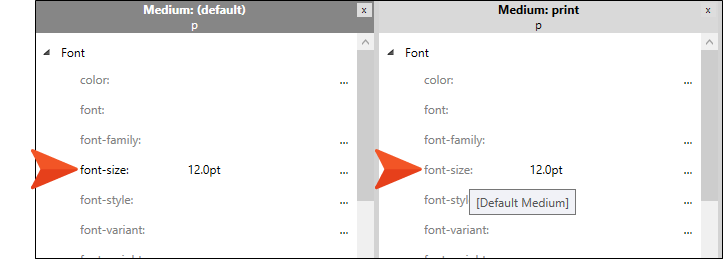 Medium: (default) x
p
Font
color: ...
font:
font-family: ...
font-size: 12.0pt ...
font-style: ...
font-variant: ...
Medium: print x
p
Font
color: ...
font:
font-family: ...
font-size: 12.0pt ...
font-styl ...
[Default Medium]
font-variant: ...